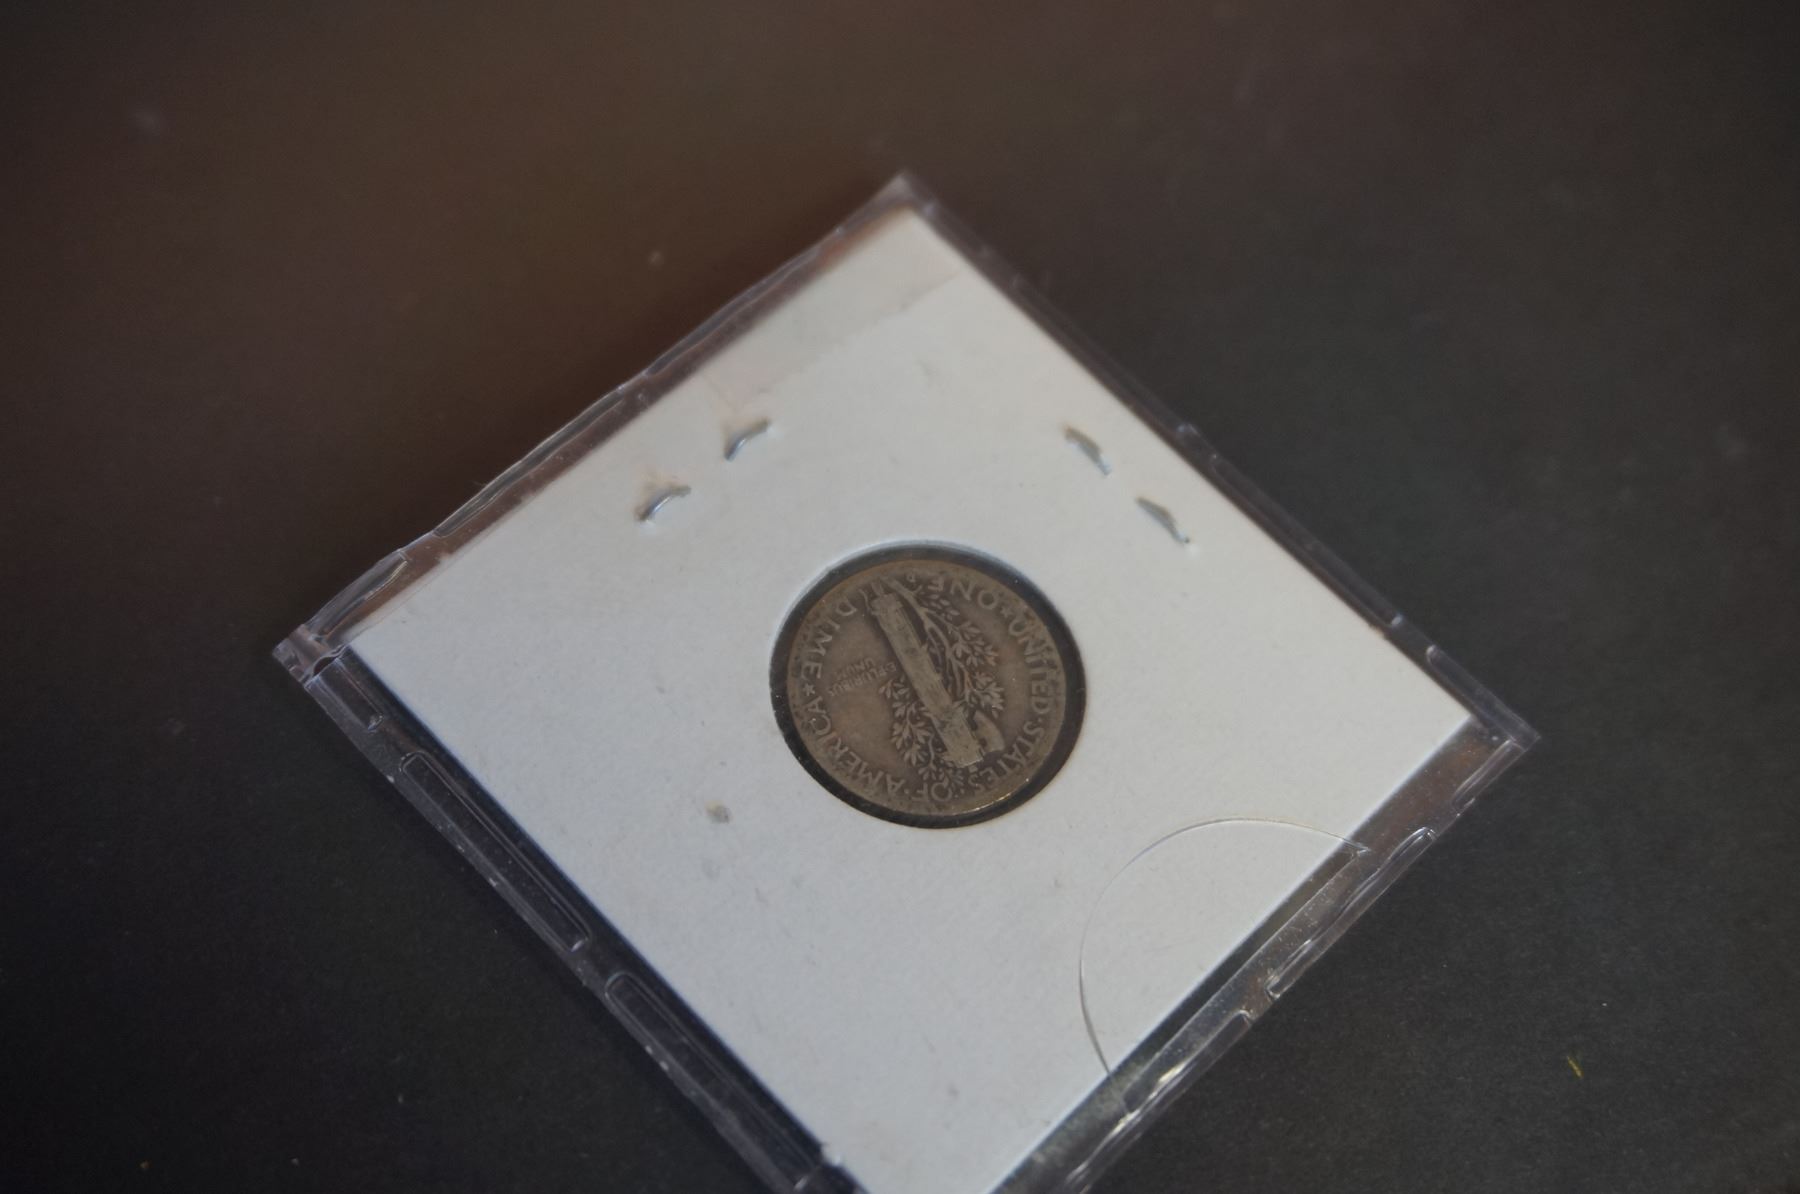 UNITED·STATES·OF·AMERICA
★ONE DIME★
E PLURIBUS
UNUM
D